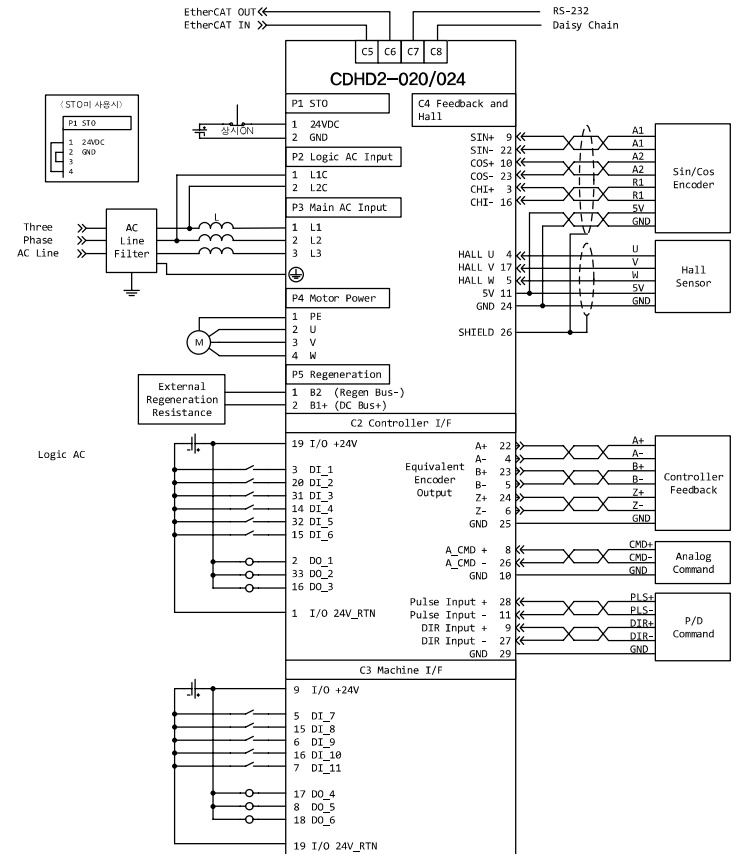 EtherCAT OUT
EtherCAT IN
RS-232
Daisy Chain
C5 C6 C7 C8
CDHD2-020/024
〈STO미 사용시〉
P1 STO
1 24VDC
2 GND
3
4
상시ON
P1 STO
1 24VDC
2 GND
P2 Logic AC Input
1 L1C
2 L2C
P3 Main AC Input
1 L1
2 L2
3 L3
L
Three
Phase
AC Line
AC
Line
Filter
P4 Motor Power
1 PE
2 U
3 V
4 W
M
P5 Regeneration
1 B2 (Regen Bus-)
2 B1+ (DC Bus+)
External
Regeneration
Resistance
C4 Feedback and
Hall
SIN+ 9
SIN- 22
COS+ 10
COS- 23
CHI+ 3
CHI- 16
A1
A1
A2
A2
R1
R1
5V
GND
Sin/Cos
Encoder
HALL U 4
HALL V 17
HALL W 5
5V 11
GND 24
SHIELD 26
U
V
W
5V
GND
Hall
Sensor
C2 Controller I/F
Logic AC
19 I/O +24V
3 DI_1
20 DI_2
31 DI_3
14 DI_4
32 DI_5
15 DI_6
2 DO_1
33 DO_2
16 DO_3
1 I/O 24V_RTN
Equivalent
Encoder
Output
A+ 22
A- 4
B+ 23
B- 5
Z+ 24
Z- 6
GND 25
A+
A-
B+
B-
Z+
Z-
GND
Controller
Feedback
A_CMD + 8
A_CMD - 26
GND 10
CMD+
CMD-
GND
Analog
Command
Pulse Input + 28
Pulse Input - 11
DIR Input + 9
DIR Input - 27
GND 29
PLS+
PLS-
DIR+
DIR-
GND
P/D
Command
C3 Machine I/F
9 I/O +24V
5 DI_7
15 DI_8
6 DI_9
16 DI_10
7 DI_11
17 DO_4
8 DO_5
18 DO_6
19 I/O 24V_RTN